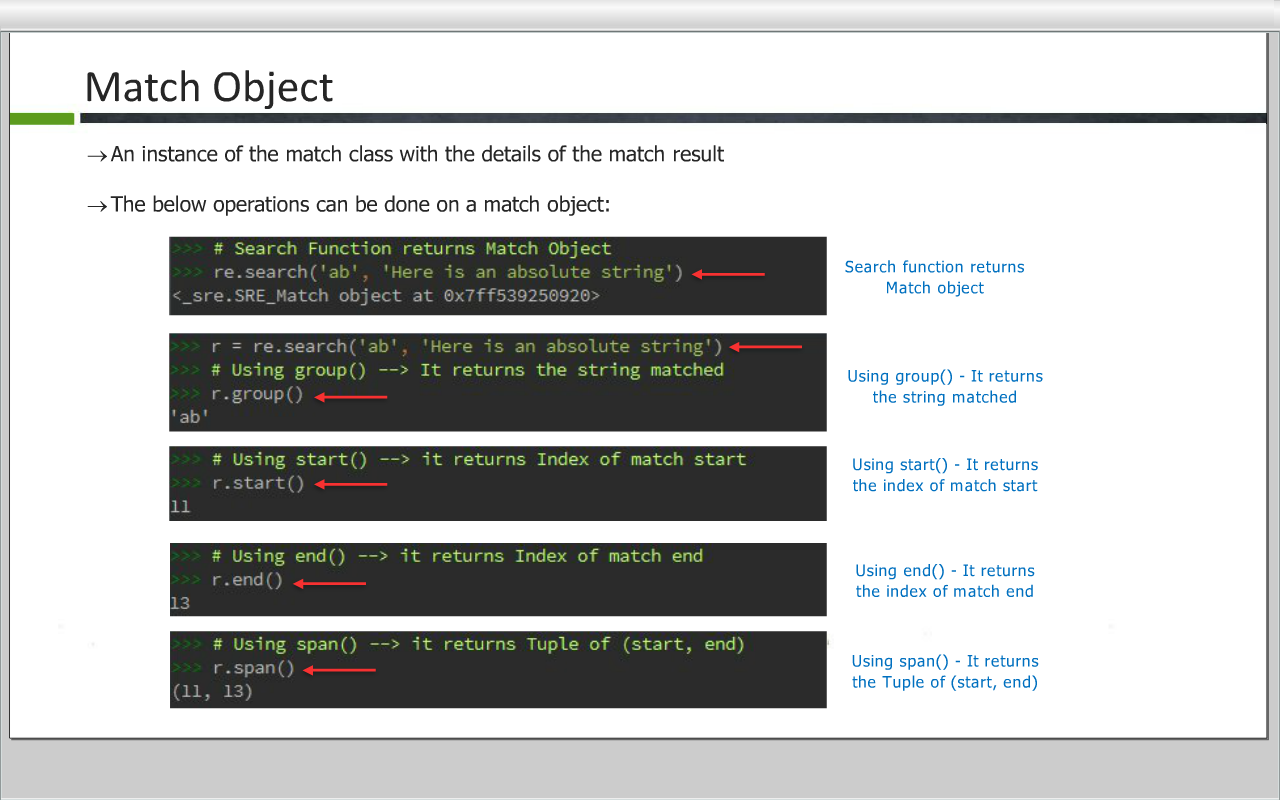 Match Object
→An instance of the match class with the details of the match result
→The below operations can be done on a match object:
>>> # Search Function returns Match Object
>>> re.search('ab', 'Here is an absolute string')
<_sre.SRE_Match object at 0x7ff539250920>
Search function returns
Match object
>>> r = re.search('ab', 'Here is an absolute string')
>>> # Using group() --> It returns the string matched
>>> r.group()
'ab'
Using group() - It returns
the string matched
>>> # Using start() --> it returns Index of match start
>>> r.start()
11
Using start() - It returns
the index of match start
>>> # Using end() --> it returns Index of match end
>>> r.end()
13
Using end() - It returns
the index of match end
>>> # Using span() --> it returns Tuple of (start, end)
>>> r.span()
(11, 13)
Using span() - It returns
the Tuple of (start, end)